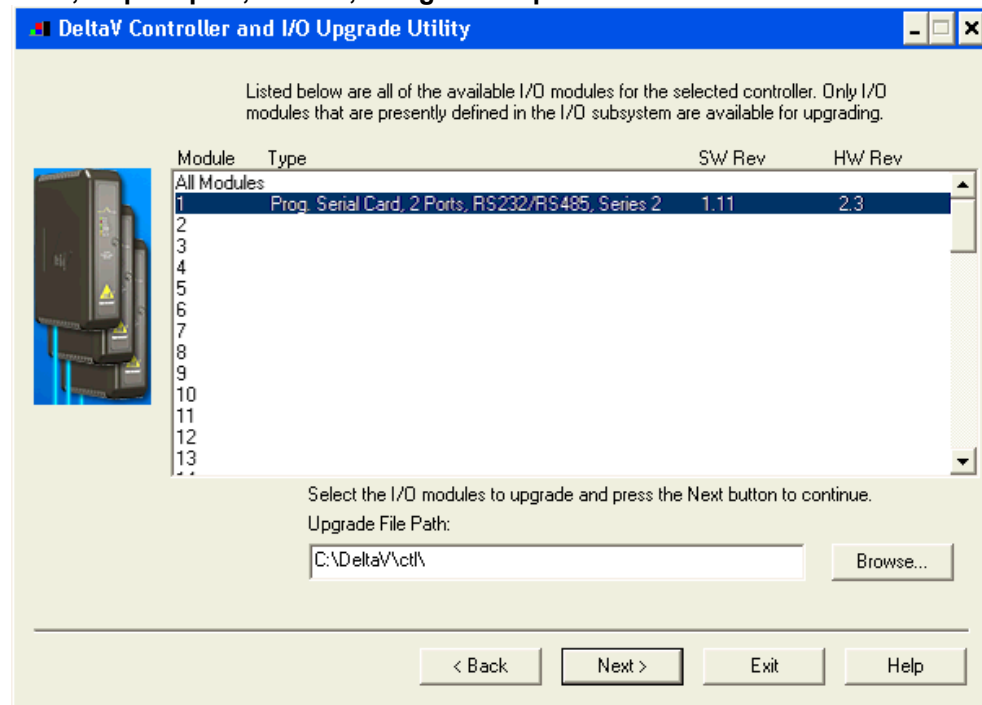 DeltaV Controller and I/O Upgrade Utility
Listed below are all of the available I/O modules for the selected controller. Only I/O
modules that are presently defined in the I/O subsystem are available for upgrading.
Module Type SW Rev HW Rev
All Modules
1 Prog. Serial Card, 2 Ports, RS232/RS485, Series 2 1.11 2.3
2
3
4
5
6
7
8
9
10
11
12
13
Select the I/O modules to upgrade and press the Next button to continue.
Upgrade File Path:
C:\DeltaV\ctl\
Browse...
< Back Next > Exit Help